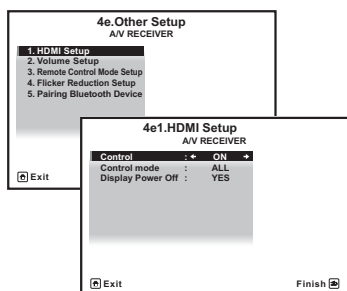 4e.Other Setup
A/V RECEIVER
1. HDMI Setup
2. Volume Setup
3. Remote Control Mode Setup
4. Flicker Reduction Setup
5. Pairing Bluetooth Device
Exit
4e1.HDMI Setup
A/V RECEIVER
Control : ON
Control mode : ALL
Display Power Off : YES
Exit Finish